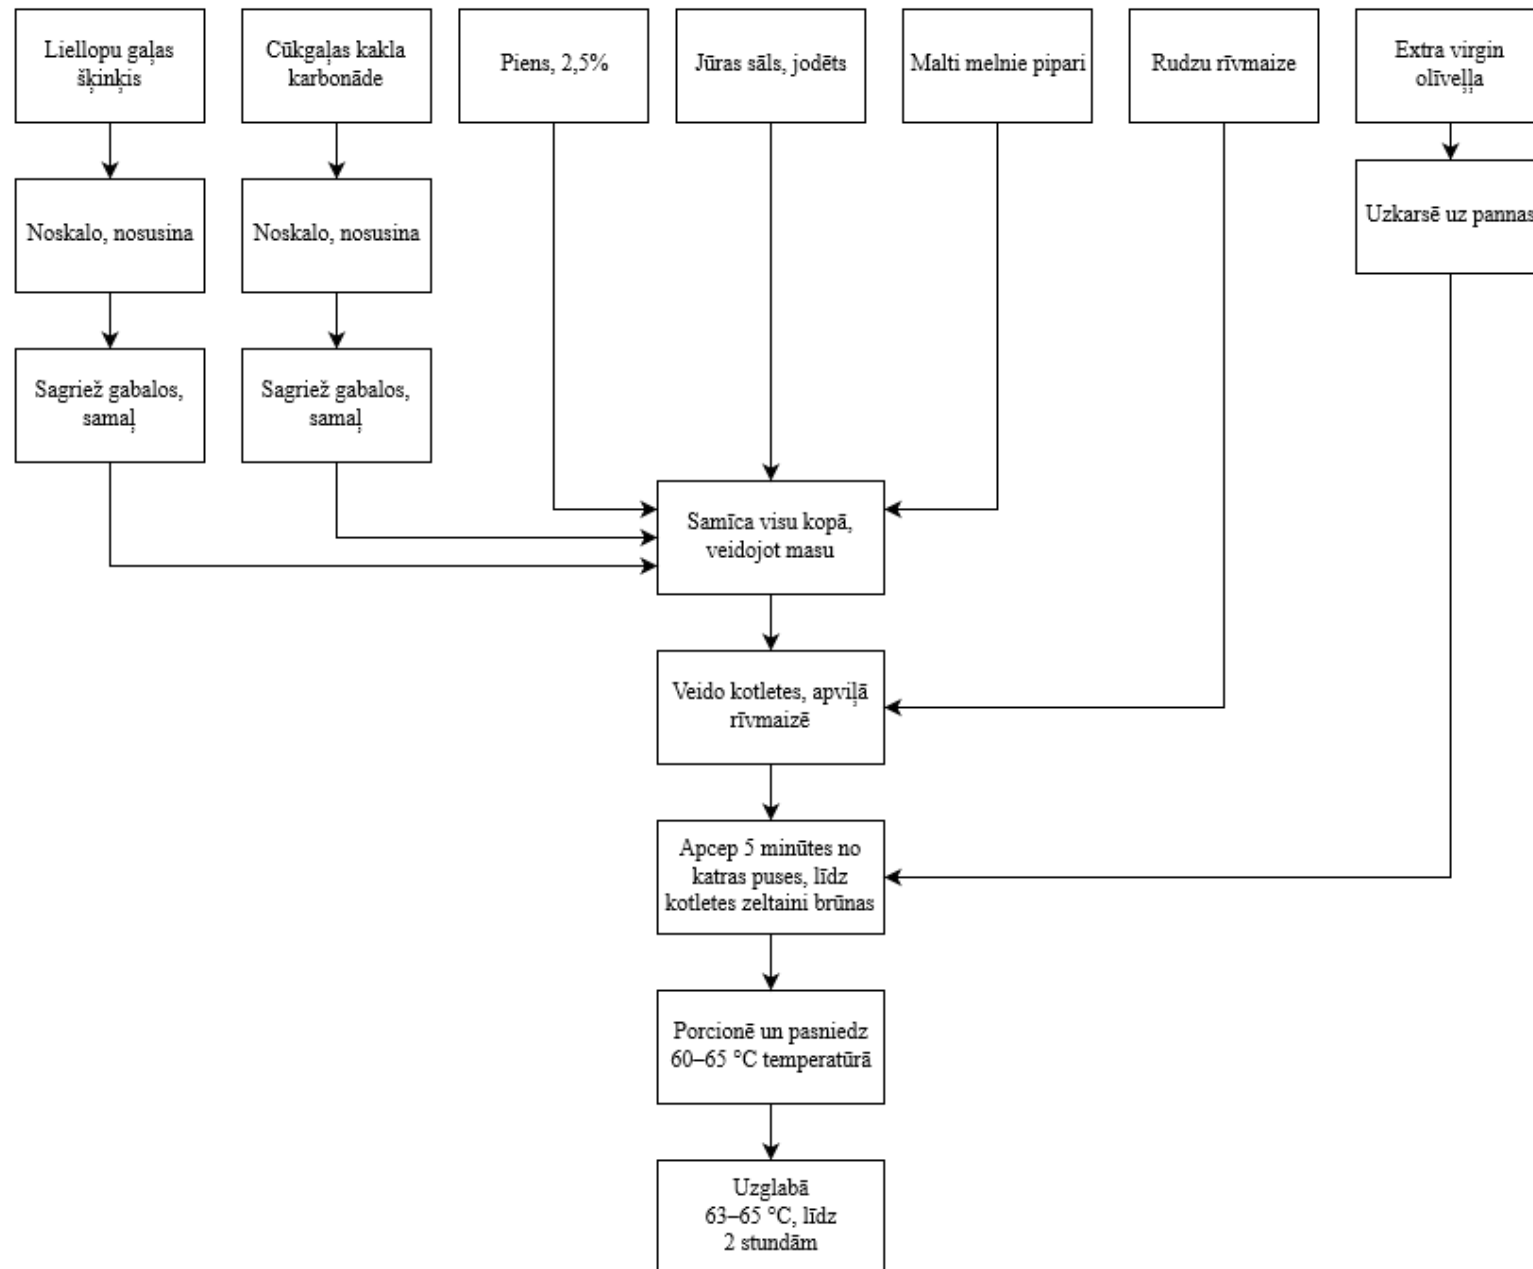 Liellopu gaļas
šķinķis
Cūkgaļas kakla
karbonāde
Piens, 2,5%
Jūras sāls, jodēts
Malti melnie pipari
Rudzu rīvmaize
Extra virgin
olīveļļa
Noskalo, nosusina
Noskalo, nosusina
Uzkarsē uz pannas
Sagriež gabalos,
samaļ
Sagriež gabalos,
samaļ
Samīca visu kopā,
veidojot masu
Veido kotletes, apviļā
rīvmaizē
Apcep 5 minūtes no
katras puses, līdz
kotletes zeltaini brūnas
Porcionē un pasniedz
60–65 °C temperatūrā
Uzglabā
63–65 °C, līdz
2 stundām